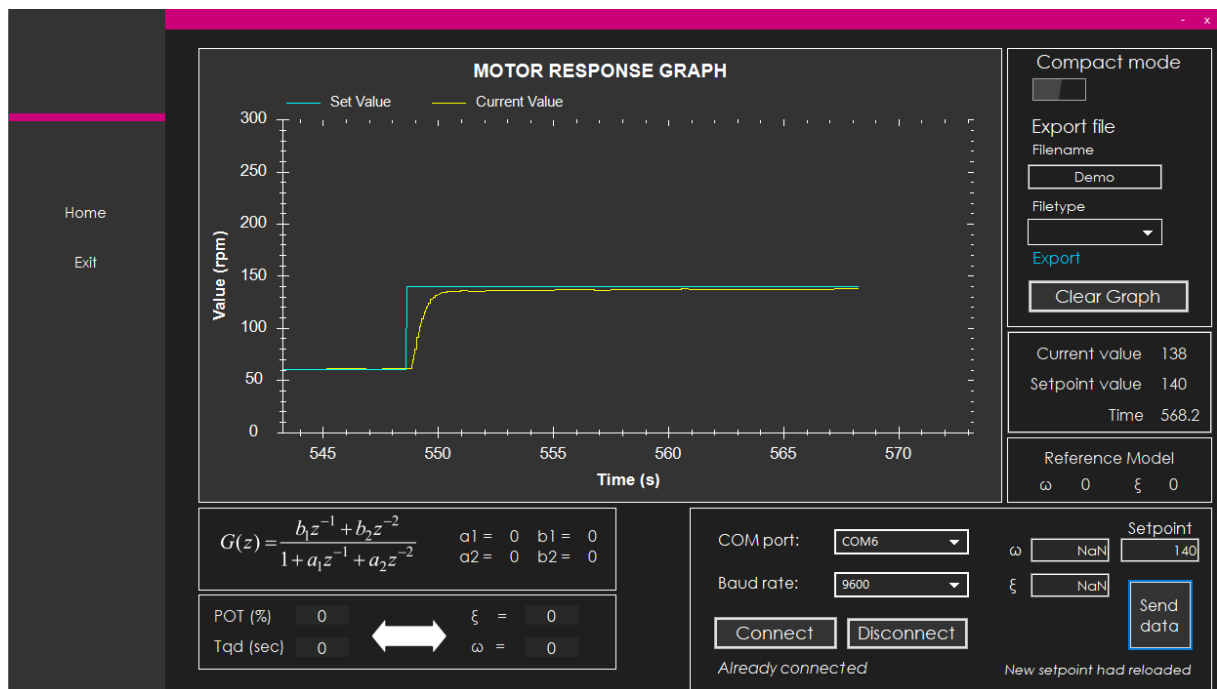 - x
Home
Exit
MOTOR RESPONSE GRAPH
Set Value Current Value
300
250
200
150
100
50
0
Value (rpm)
545 550 555 560 565 570
Time (s)
Compact mode
Export file
Filename
Demo
Filetype
Export
Clear Graph
Current value 138
Setpoint value 140
Time 568.2
Reference Model
ω 0 ξ 0
G(z) = (b₁z⁻¹ + b₂z⁻²) / (1 + a₁z⁻¹ + a₂z⁻²)
a1 = 0 b1 = 0
a2 = 0 b2 = 0
POT (%) 0 ξ = 0
Tqd (sec) 0 ω = 0
COM port: COM6
Baud rate: 9600
Connect Disconnect
Already connected
Setpoint
ω NaN 140
ξ NaN
Send
data
New setpoint had reloaded